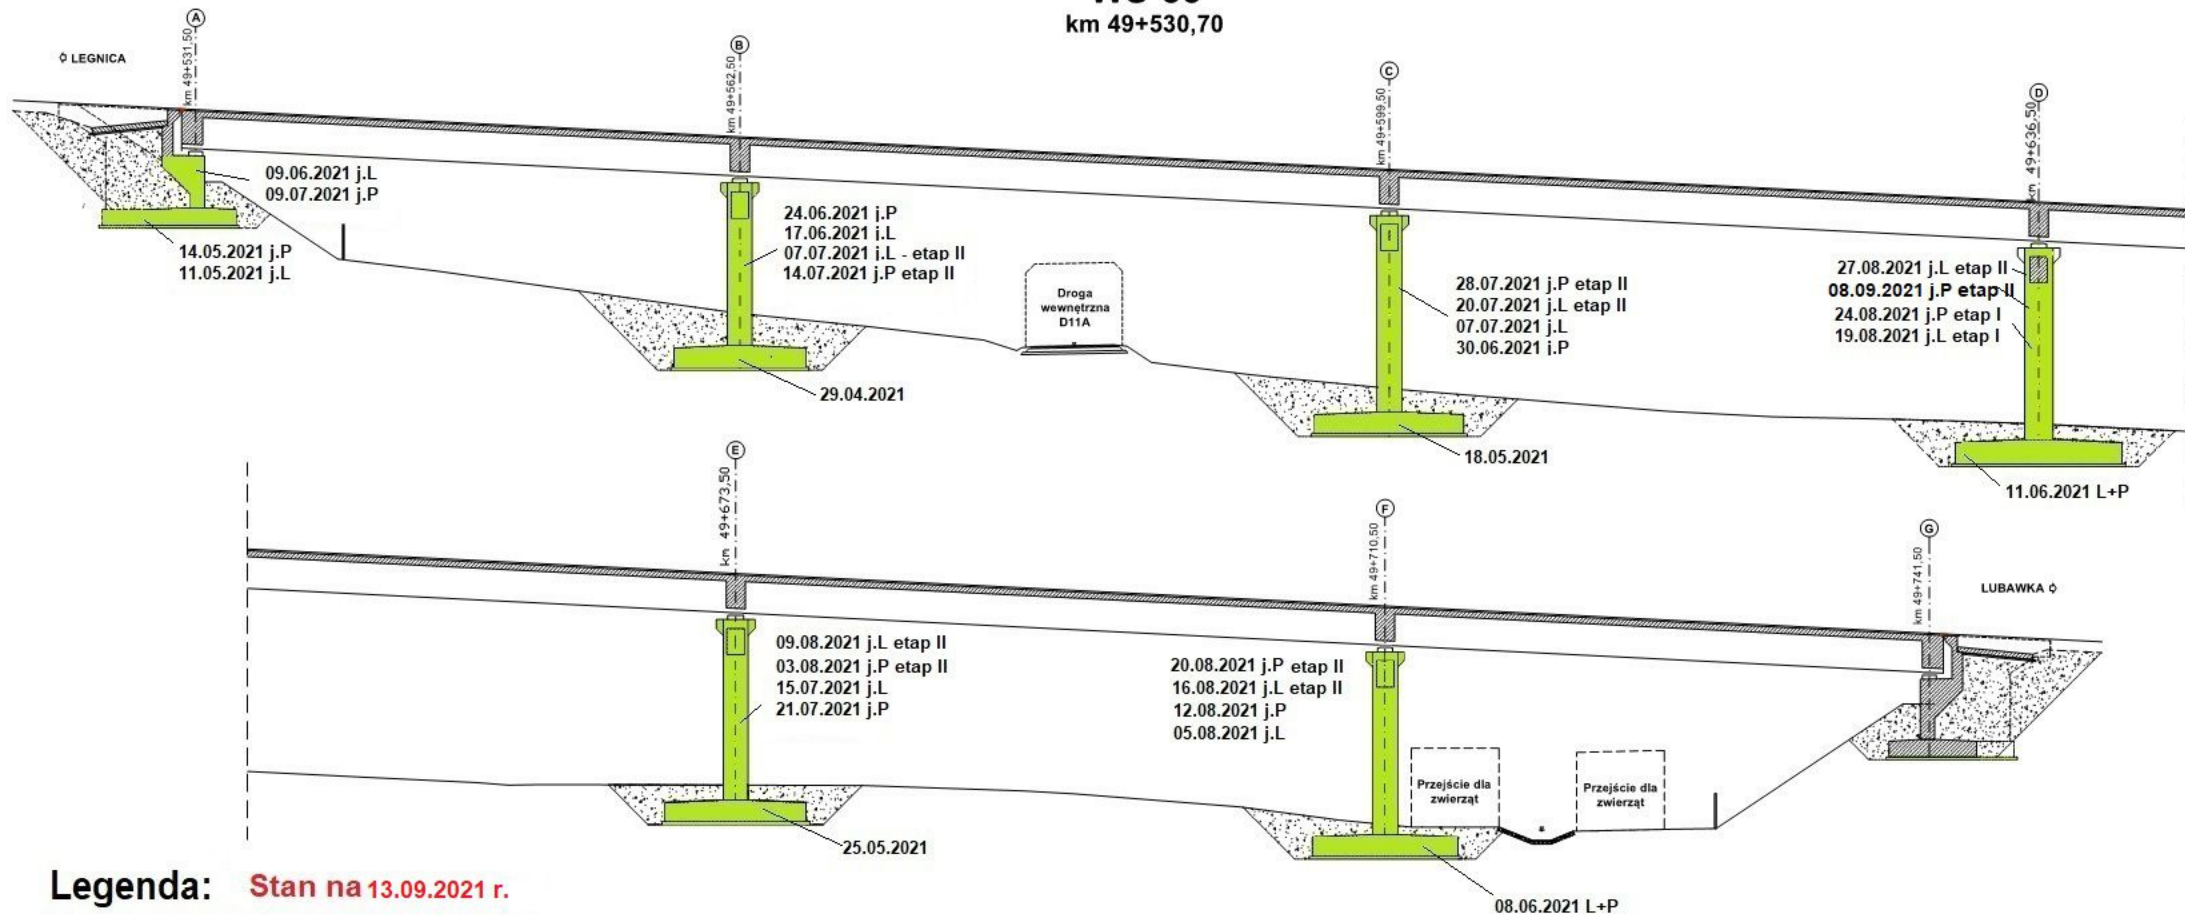 km 49+530,70
A
km 49+531,50
LEGNICA
B
km 49+562,50
C
km 49+599,50
D
km 49+636,50
09.06.2021 j.L
09.07.2021 j.P
14.05.2021 j.P
11.05.2021 j.L
24.06.2021 j.P
17.06.2021 j.L
07.07.2021 j.L - etap II
14.07.2021 j.P etap II
29.04.2021
Droga
wewnętrzna
D11A
28.07.2021 j.P etap II
20.07.2021 j.L etap II
07.07.2021 j.L
30.06.2021 j.P
18.05.2021
27.08.2021 j.L etap II
08.09.2021 j.P etap II
24.08.2021 j.P etap I
19.08.2021 j.L etap I
11.06.2021 L+P
E
km 49+673,50
F
km 49+710,50
G
km 49+741,50
LUBAWKA
09.08.2021 j.L etap II
03.08.2021 j.P etap II
15.07.2021 j.L
21.07.2021 j.P
25.05.2021
20.08.2021 j.P etap II
16.08.2021 j.L etap II
12.08.2021 j.P
05.08.2021 j.L
Przejście dla
zwierząt
Przejście dla
zwierząt
08.06.2021 L+P
Legenda: Stan na 13.09.2021 r.